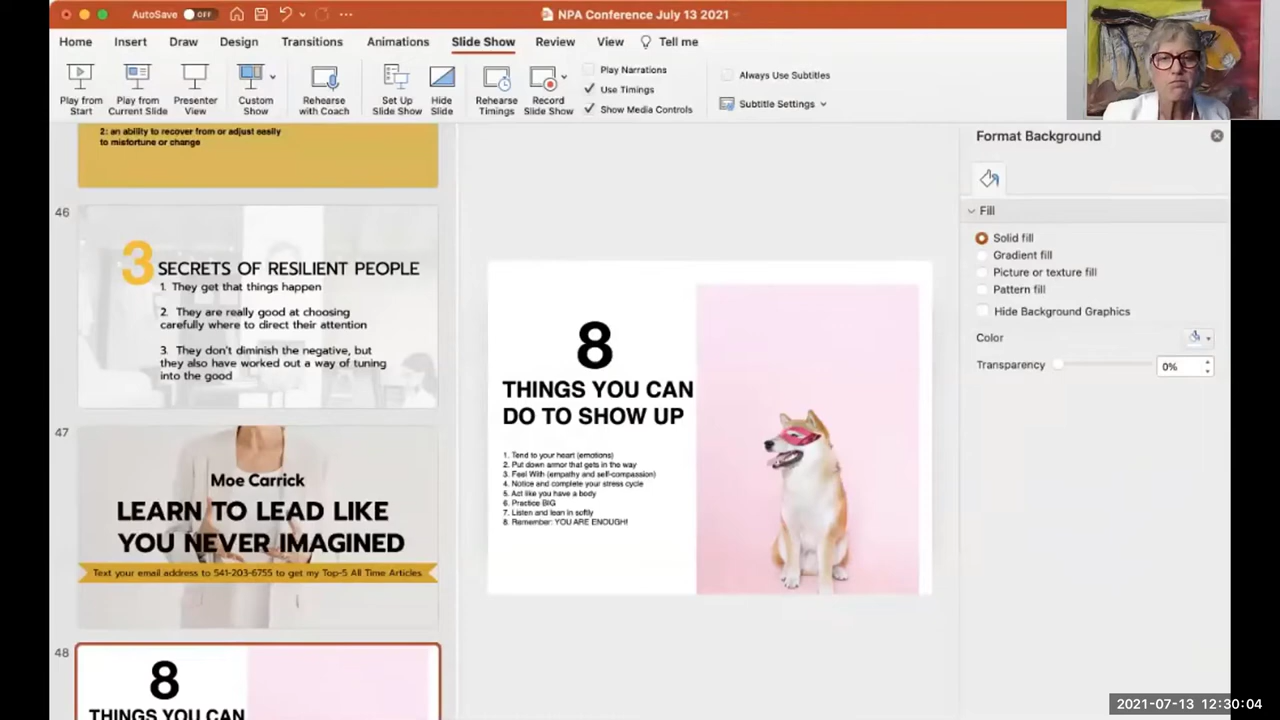 AutoSave OFF
NPA Conference July 13 2021
Home Insert Draw Design Transitions Animations Slide Show Review View Tell me
Play from Start
Play from Current Slide
Presenter View
Custom Show
Rehearse with Coach
Set Up Slide Show
Hide Slide
Rehearse Timings
Record Slide Show
Play Narrations
Use Timings
Show Media Controls
Always Use Subtitles
Subtitle Settings
2: an ability to recover from or adjust easily
to misfortune or change
46
3 SECRETS OF RESILIENT PEOPLE
1. They get that things happen
2. They are really good at choosing
carefully where to direct their attention
3. They don't diminish the negative, but
they also have worked out a way of tuning
into the good
47
Moe Carrick
LEARN TO LEAD LIKE
YOU NEVER IMAGINED
Text your email address to 541-203-6755 to get my Top-5 All Time Articles
48
8
THINGS YOU CAN
8
THINGS YOU CAN
DO TO SHOW UP
1. Tend to your heart (emotions)
2. Put down armor that gets in the way
3. Feel With (empathy and self-compassion)
4. Notice and complete your stress cycle
5. Act like you have a body
6. Practice BIG
7. Listen and lean in softly
8. Remember: YOU ARE ENOUGH!
Format Background
Fill
Solid fill
Gradient fill
Picture or texture fill
Pattern fill
Hide Background Graphics
Color
Transparency 0%
2021-07-13 12:30:04